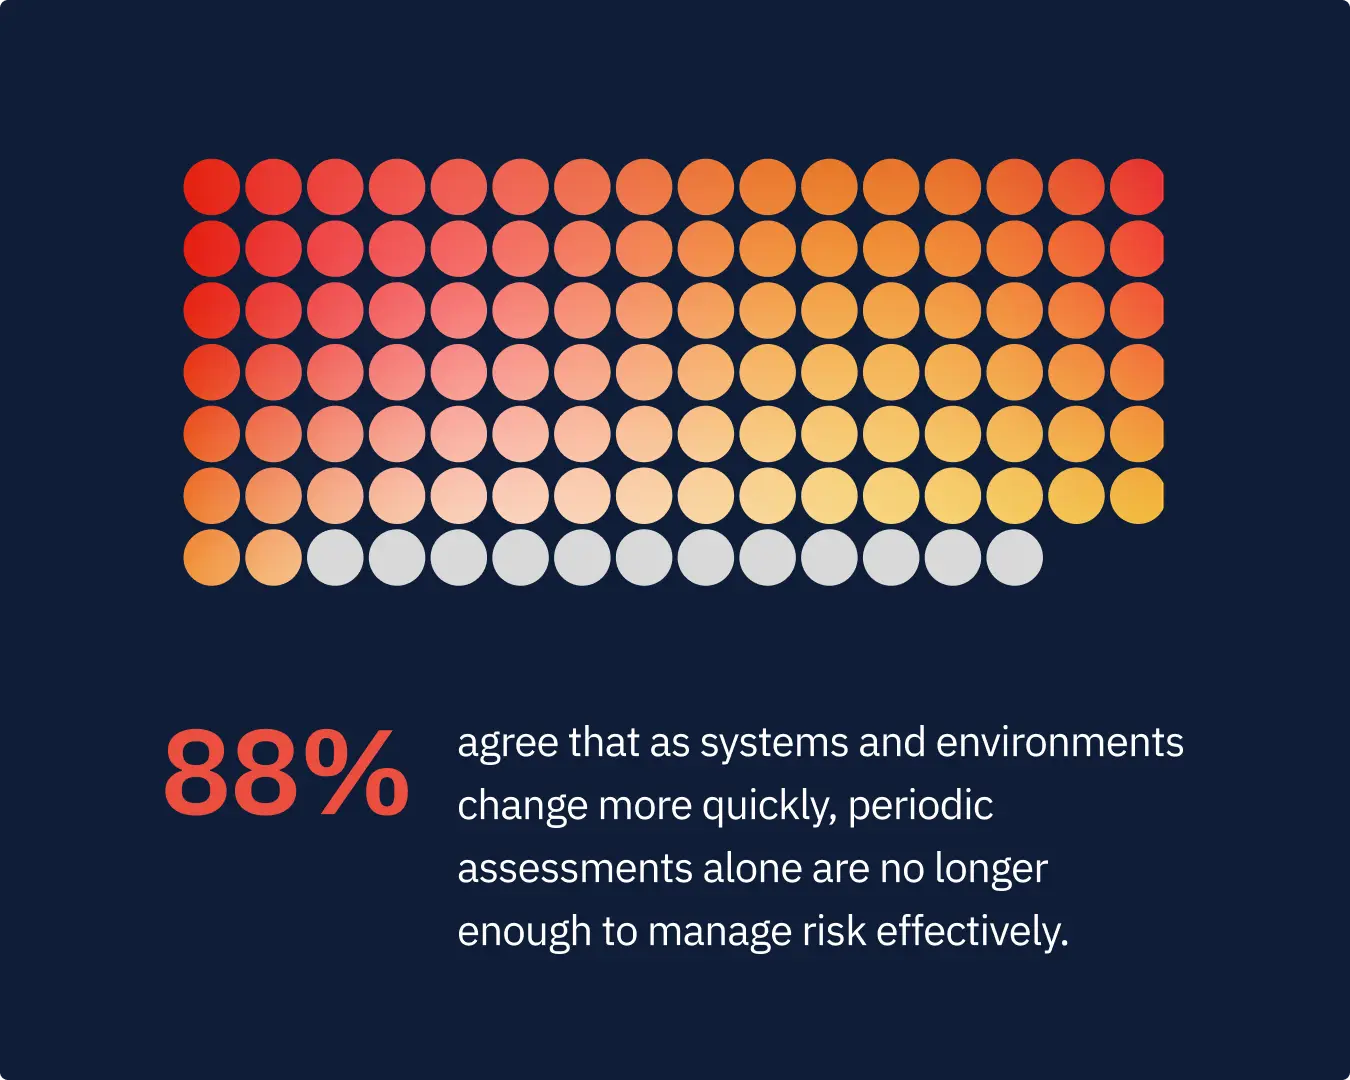 88%
agree that as systems and environments
change more quickly, periodic
assessments alone are no longer
enough to manage risk effectively.